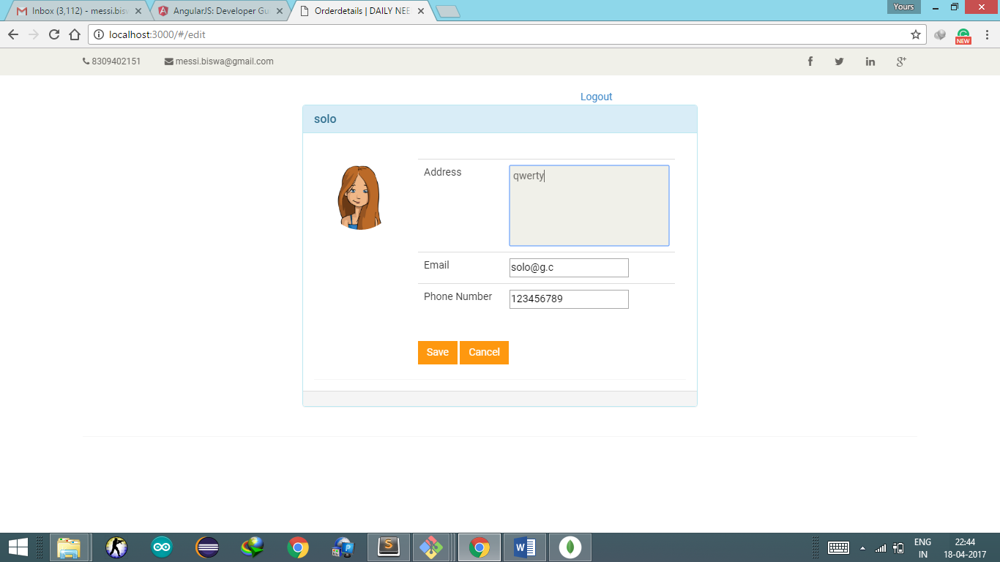 Inbox (3,112) - messi.bis
AngularJS: Developer Gu
Orderdetails | DAILY NEE
Yours
localhost:3000/#/edit
NEW
8309402151
messi.biswa@gmail.com
Logout
solo
Address
qwerty
Email
solo@g.c
Phone Number
123456789
Save
Cancel
ENG
IN
22:44
18-04-2017